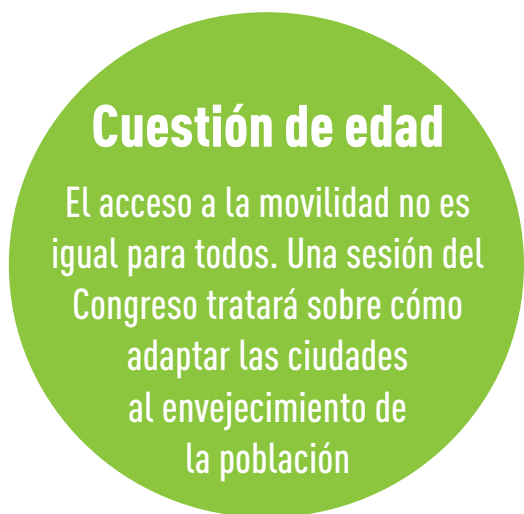 Cuestión de edad
El acceso a la movilidad no es
igual para todos. Una sesión del
Congreso tratará sobre cómo
adaptar las ciudades
al envejecimiento de
la población